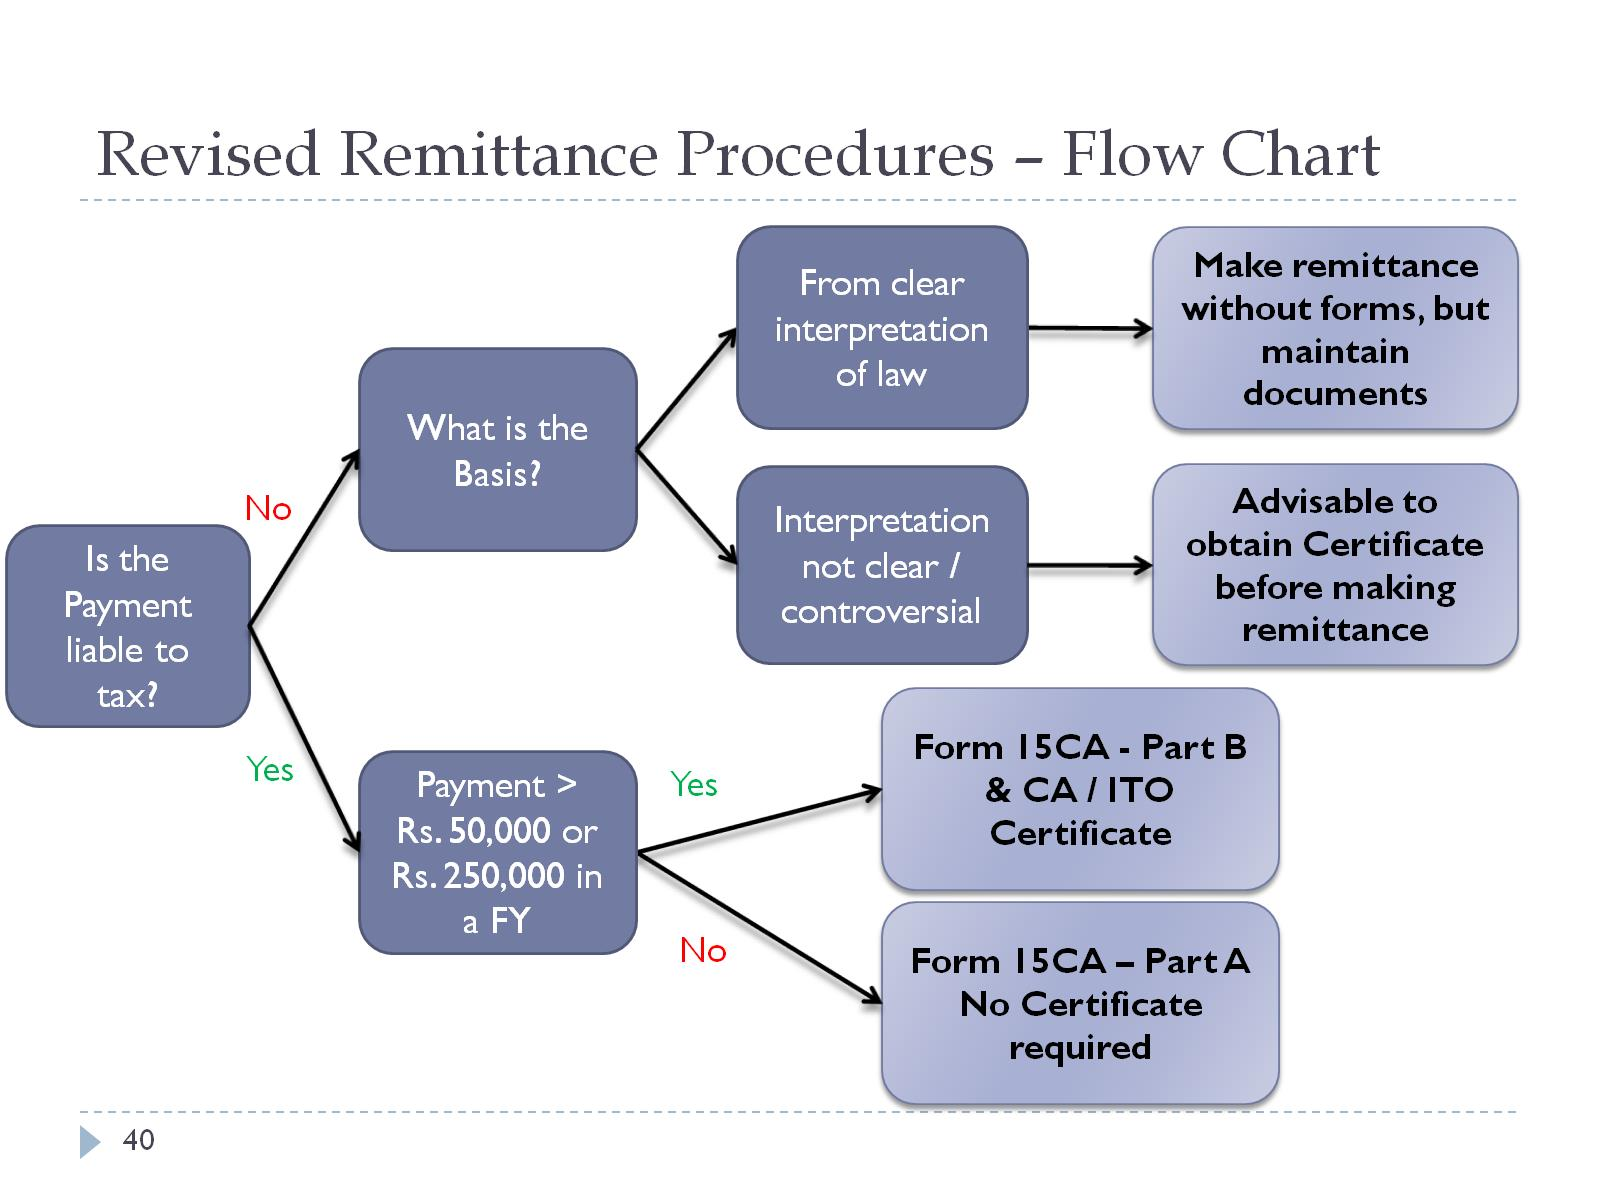 Revised Remittance Procedures – Flow Chart
From clear
interpretation
of law
Make remittance
without forms, but
maintain
documents
What is the
Basis?
No
Interpretation
not clear /
controversial
Advisable to
obtain Certificate
before making
remittance
Is the
Payment
liable to
tax?
Yes
Payment >
Rs. 50,000 or
Rs. 250,000 in
a FY
Yes
Form 15CA - Part B
& CA / ITO
Certificate
No
Form 15CA – Part A
No Certificate
required
40